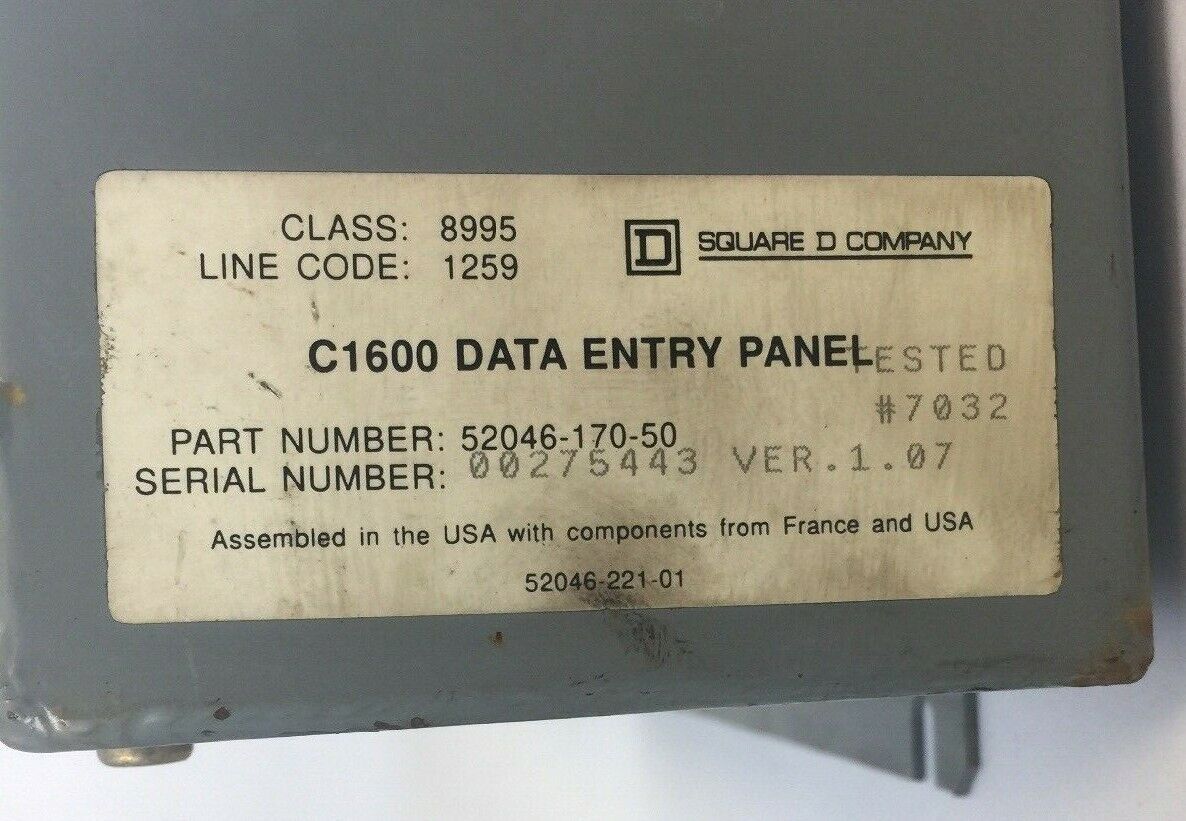 CLASS: 8995
LINE CODE: 1259
D SQUARE D COMPANY
C1600 DATA ENTRY PANEL
TESTED
#7032
PART NUMBER: 52046-170-50
SERIAL NUMBER: 00275443 VER.1.07
Assembled in the USA with components from France and USA
52046-221-01